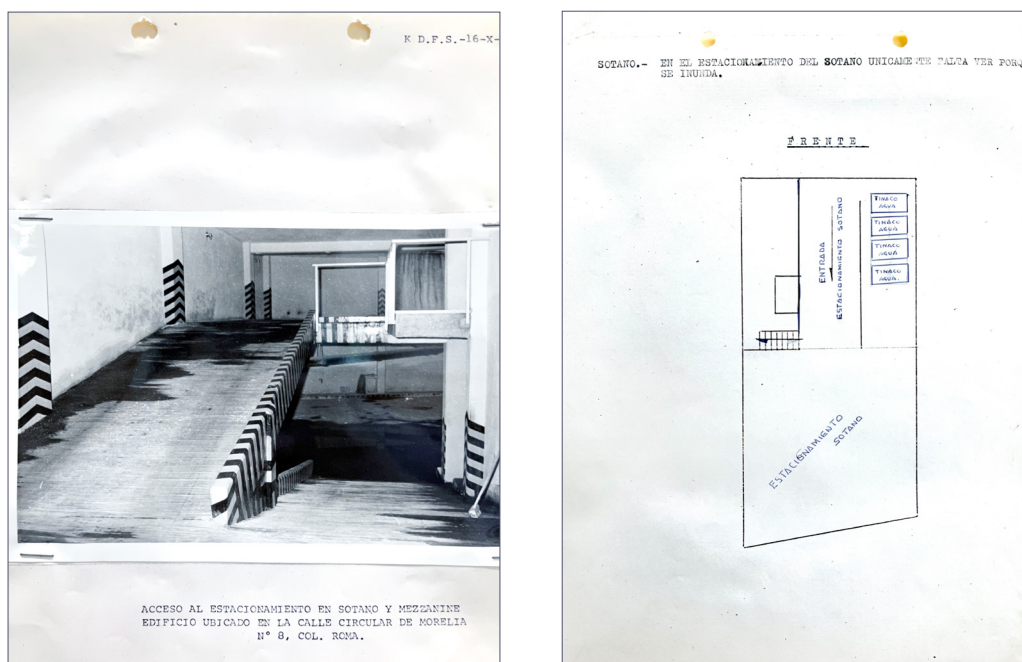 K D.F.S.-16-X-
ACCESO AL ESTACIONAMIENTO EN SOTANO Y MEZZANINE
EDIFICIO UBICADO EN LA CALLE CIRCULAR DE MORELIA
N° 8, COL. ROMA.
SOTANO.- EN EL ESTACIONAMIENTO DEL SOTANO UNICAMENTE FALTA VER PORQ
SE INUNDA.
FRENTE
TINACO
AGUA
TINACO
AGUA
TINACO
AGUA
TINACO
AGUA.
ENTRADA
ESTACIONAMIENTO SOTANO
ESTACIONAMIENTO
SOTANO